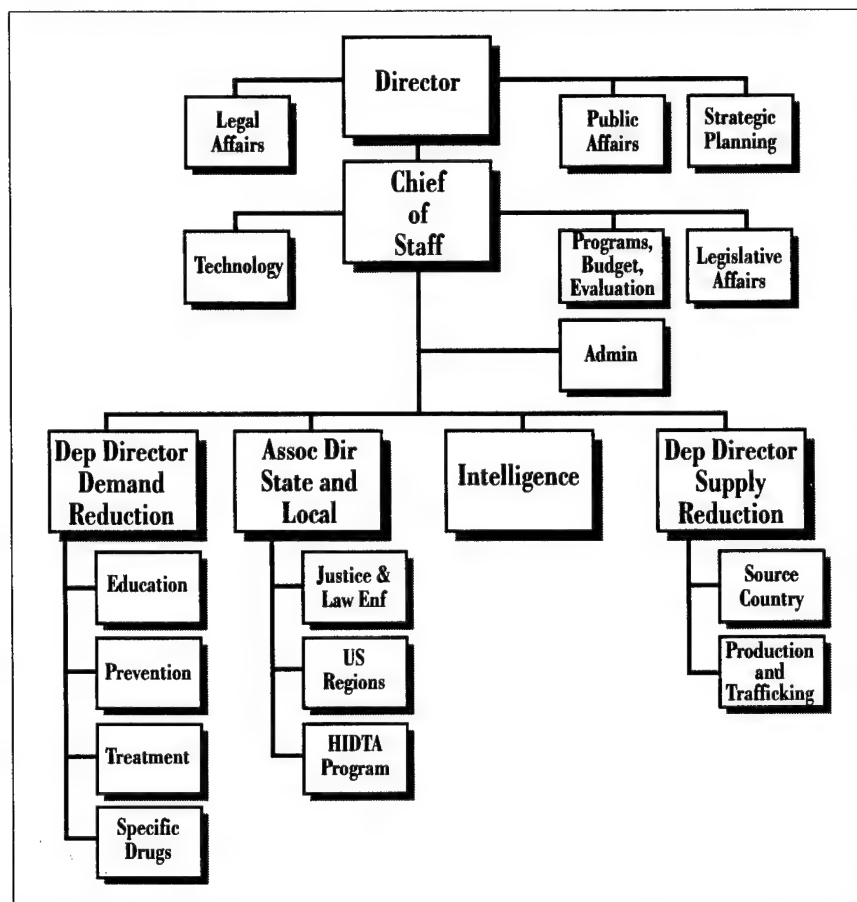 Director
Legal
Affairs
Public
Affairs
Strategic
Planning
Chief
of
Staff
Technology
Programs,
Budget,
Evaluation
Legislative
Affairs
Admin
Dep Director
Demand
Reduction
Assoc Dir
State and
Local
Intelligence
Dep Director
Supply
Reduction
Education
Prevention
Treatment
Specific
Drugs
Justice &
Law Enf
US
Regions
HIDTA
Program
Source
Country
Production
and
Trafficking